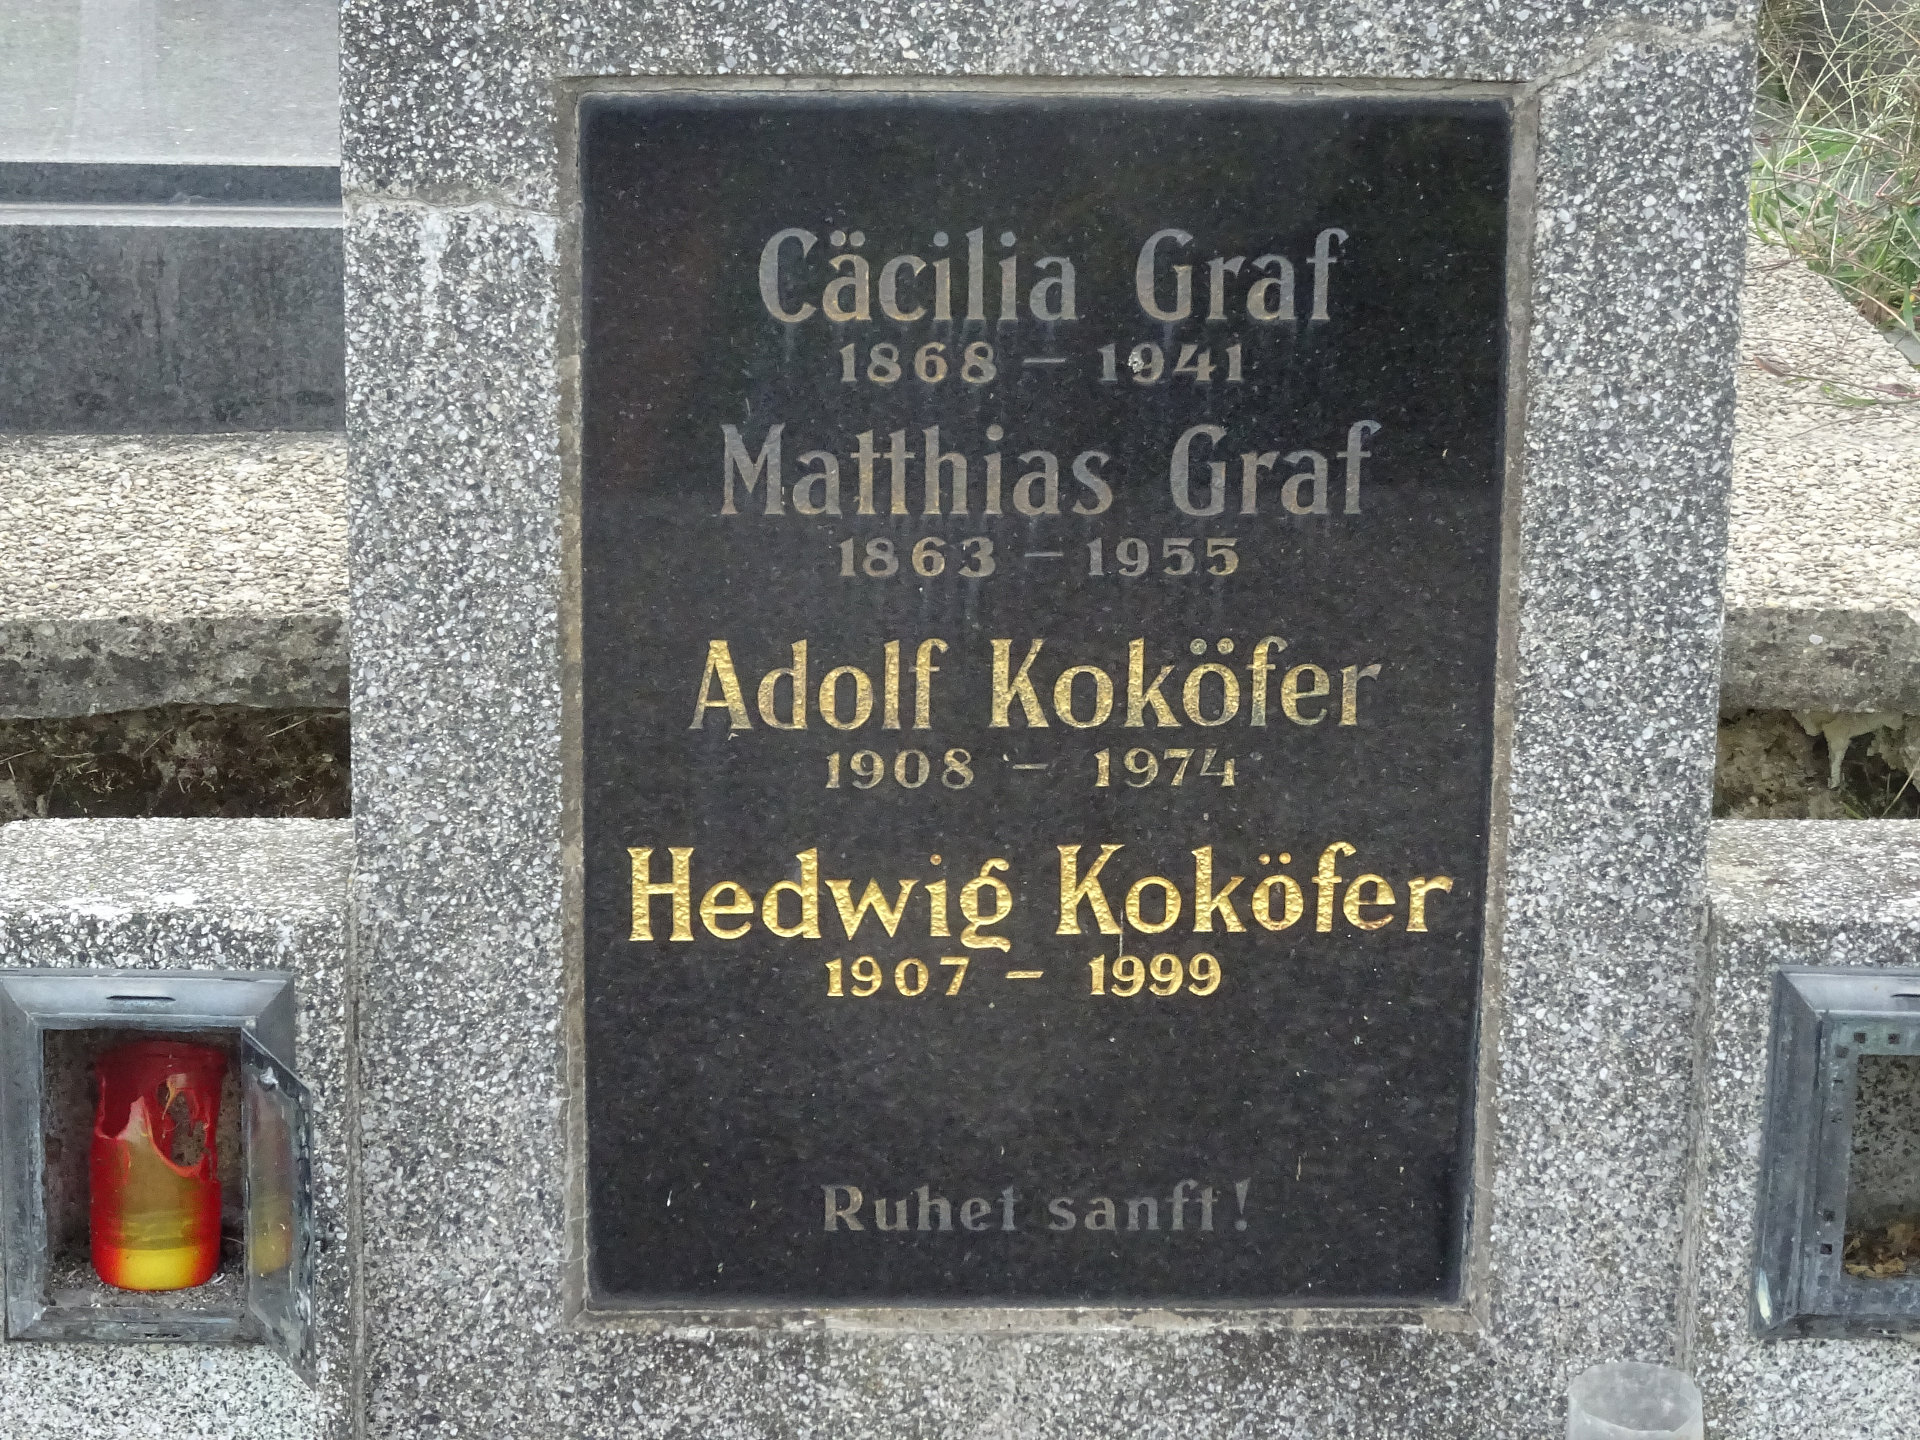 Cäcilia Graf
1868 – 1941
Matthias Graf
1863 – 1955
Adolf Koköfer
1908 – 1974
Hedwig Koköfer
1907 – 1999
Ruhet sanft!